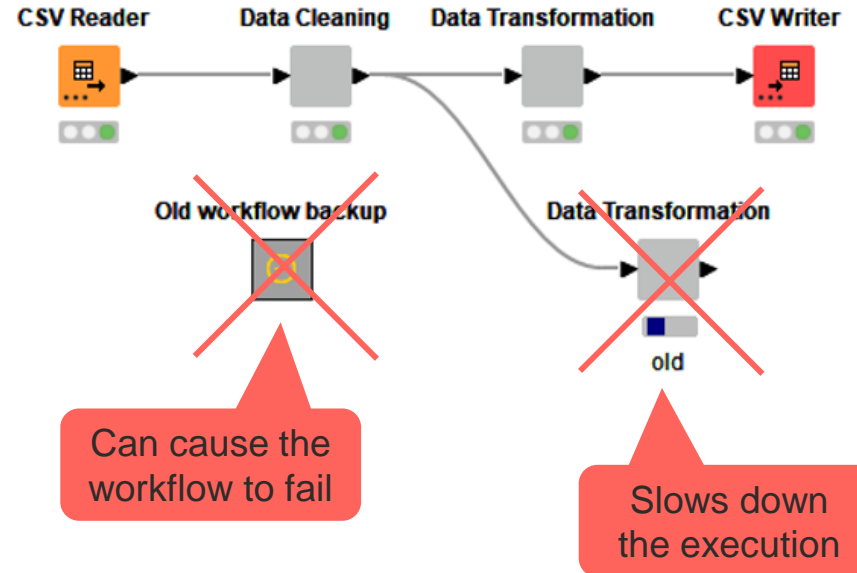 CSV Reader
Data Cleaning
Data Transformation
CSV Writer
Old workflow backup
Data Transformation
old
Can cause the
workflow to fail
Slows down
the execution